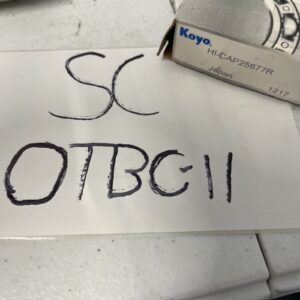 Koyo
HI-CAP25877R
Japan
1217
SC
OTBC-11